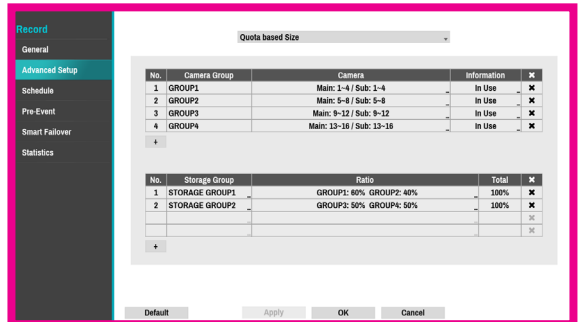 Record
Quota based Size
General
Advanced Setup
Schedule
Pre-Event
Smart Failover
Statistics
No. Camera Group Camera Information ✖
1 GROUP1 Main: 1~4 / Sub: 1~4 In Use ✖
2 GROUP2 Main: 5~8 / Sub: 5~8 In Use ✖
3 GROUP3 Main: 9~12 / Sub: 9~12 In Use ✖
4 GROUP4 Main: 13~16 / Sub: 13~16 In Use ✖
+
No. Storage Group Ratio Total ✖
1 STORAGE GROUP1 GROUP1: 60% GROUP2: 40% 100% ✖
2 STORAGE GROUP2 GROUP3: 50% GROUP4: 50% 100% ✖
✖
✖
+
Default Apply OK Cancel